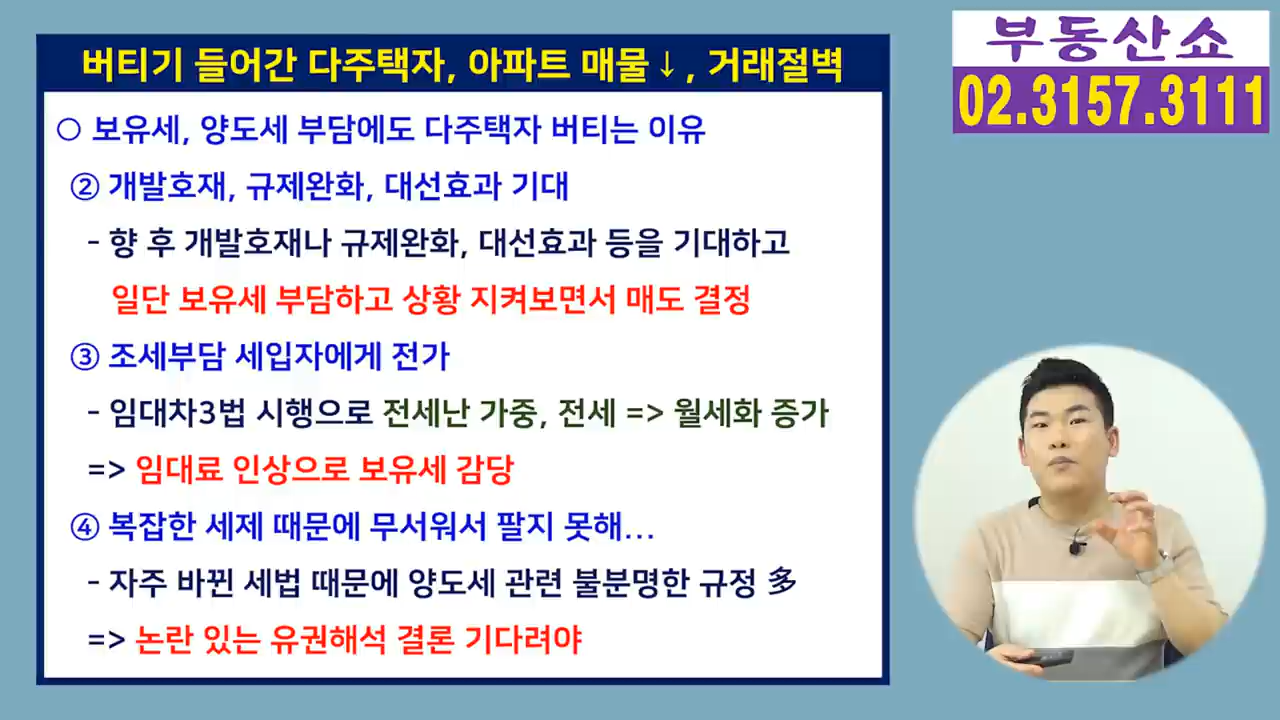 버티기 들어간 다주택자, 아파트 매물↓, 거래절벽
○ 보유세, 양도세 부담에도 다주택자 버티는 이유
② 개발호재, 규제완화, 대선효과 기대
- 향 후 개발호재나 규제완화, 대선효과 등을 기대하고
일단 보유세 부담하고 상황 지켜보면서 매도 결정
③ 조세부담 세입자에게 전가
- 임대차3법 시행으로 전세난 가중, 전세 => 월세화 증가
=> 임대료 인상으로 보유세 감당
④ 복잡한 세제 때문에 무서워서 팔지 못해...
- 자주 바뀐 세법 때문에 양도세 관련 불분명한 규정 多
=> 논란 있는 유권해석 결론 기다려야
부동산쇼
02.3157.3111